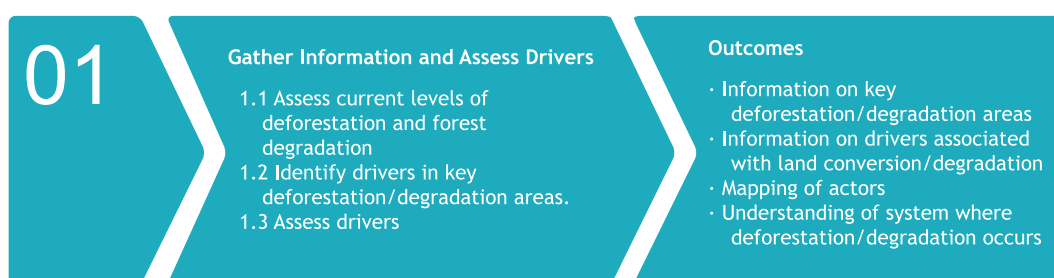 01
Gather Information and Assess Drivers
1.1 Assess current levels of
deforestation and forest
degradation
1.2 Identify drivers in key
deforestation/degradation areas.
1.3 Assess drivers
Outcomes
· Information on key
deforestation/degradation areas
· Information on drivers associated
with land conversion/degradation
· Mapping of actors
· Understanding of system where
deforestation/degradation occurs